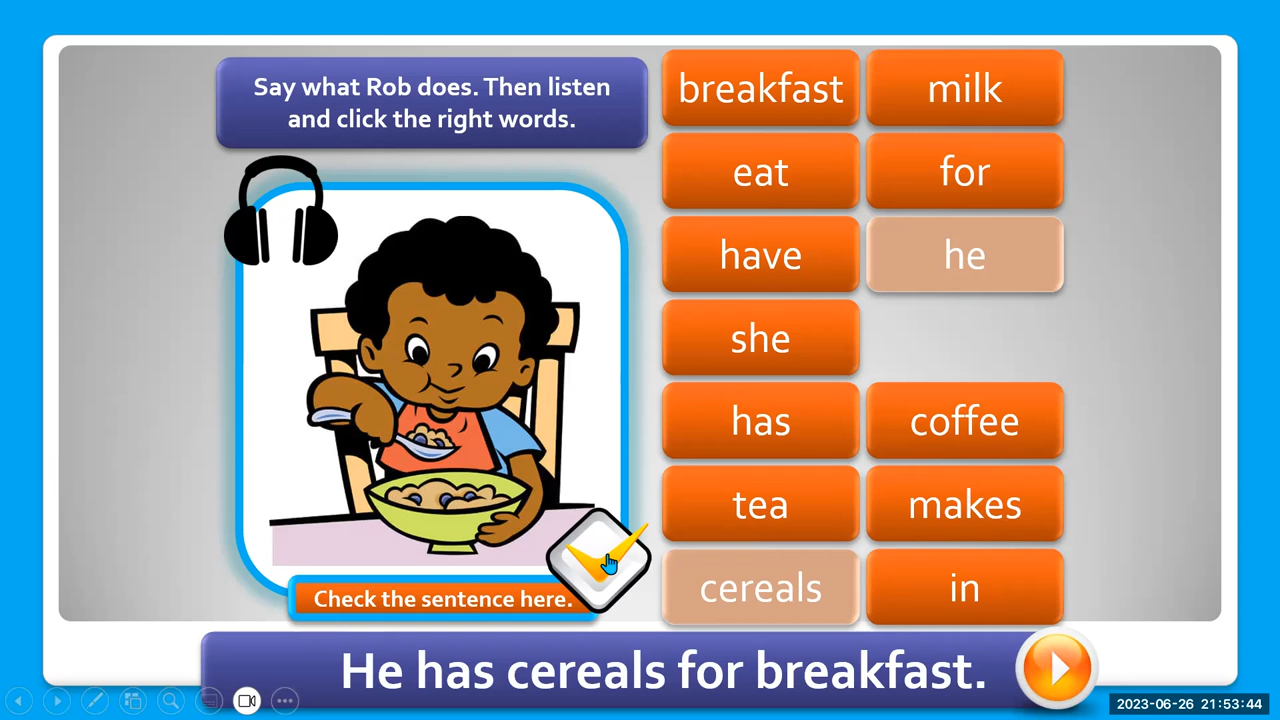 Say what Rob does. Then listen
and click the right words.
breakfast milk
eat for
have he
she
has coffee
tea makes
cereals in
Check the sentence here.
He has cereals for breakfast.
2023-06-26 21:53:44